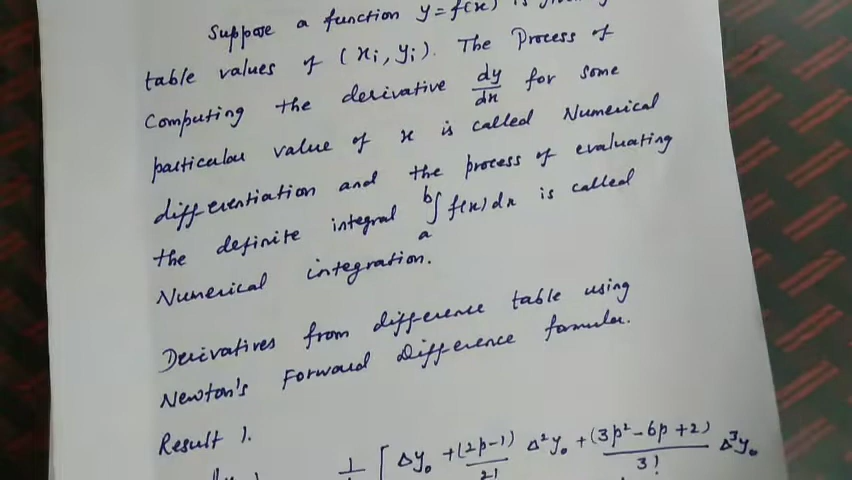 Suppose a function y = f(x) is
table values of (xi, yi). The Process of
Computing the derivative dy/dx for some
particular value of x is called Numerical
differentiation and the process of evaluating
the definite integral ∫_a^b f(x) dx is called
Numerical integration.
Derivatives from difference table using
Newton's Forward Difference formula.
Result 1.
[Δy₀ + (2p-1)/2! Δ²y₀ + (3p²-6p+2)/3! Δ³y₀